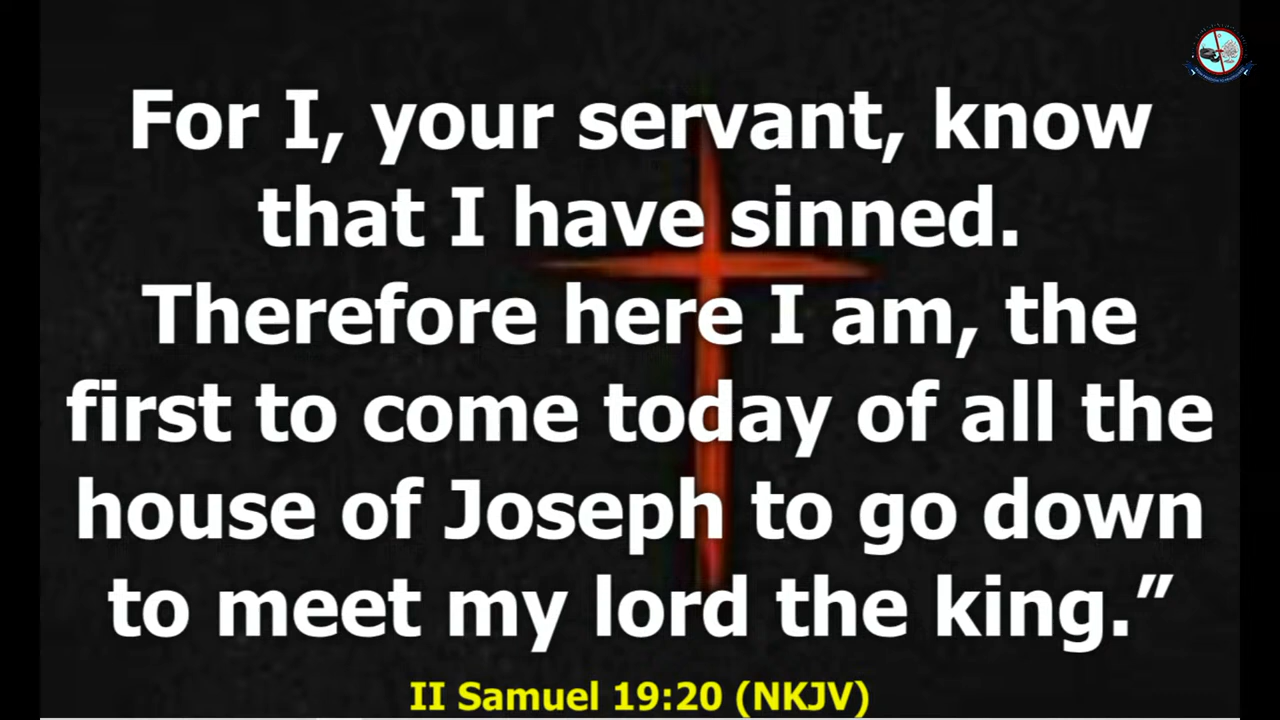 For I, your servant, know
that I have sinned.
Therefore here I am, the
first to come today of all the
house of Joseph to go down
to meet my lord the king.”
II Samuel 19:20 (NKJV)